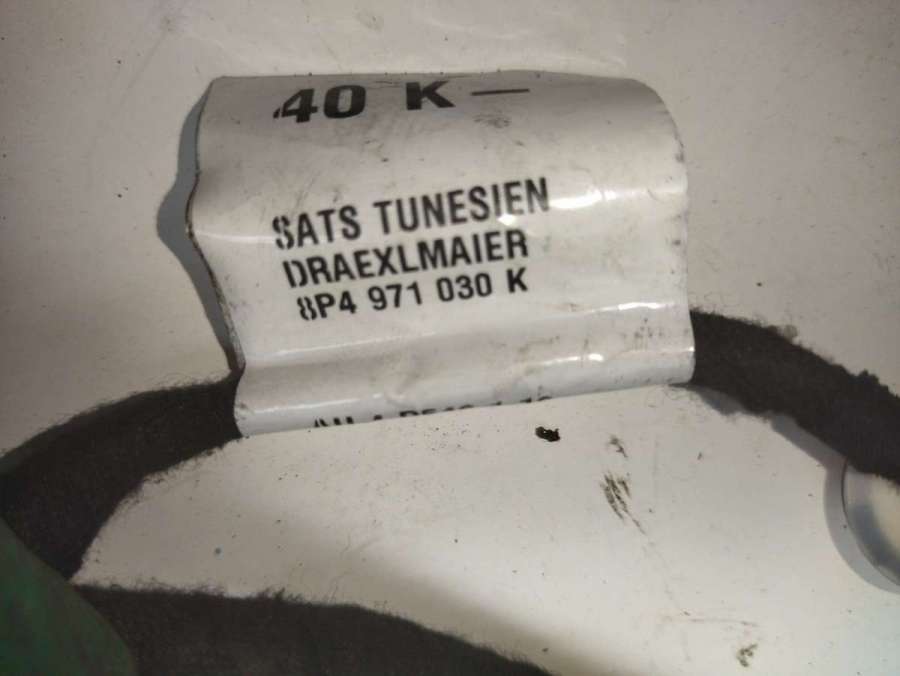 40 K —
SATS TUNESIEN
DRAEXLMAIER
8P4 971 030 K